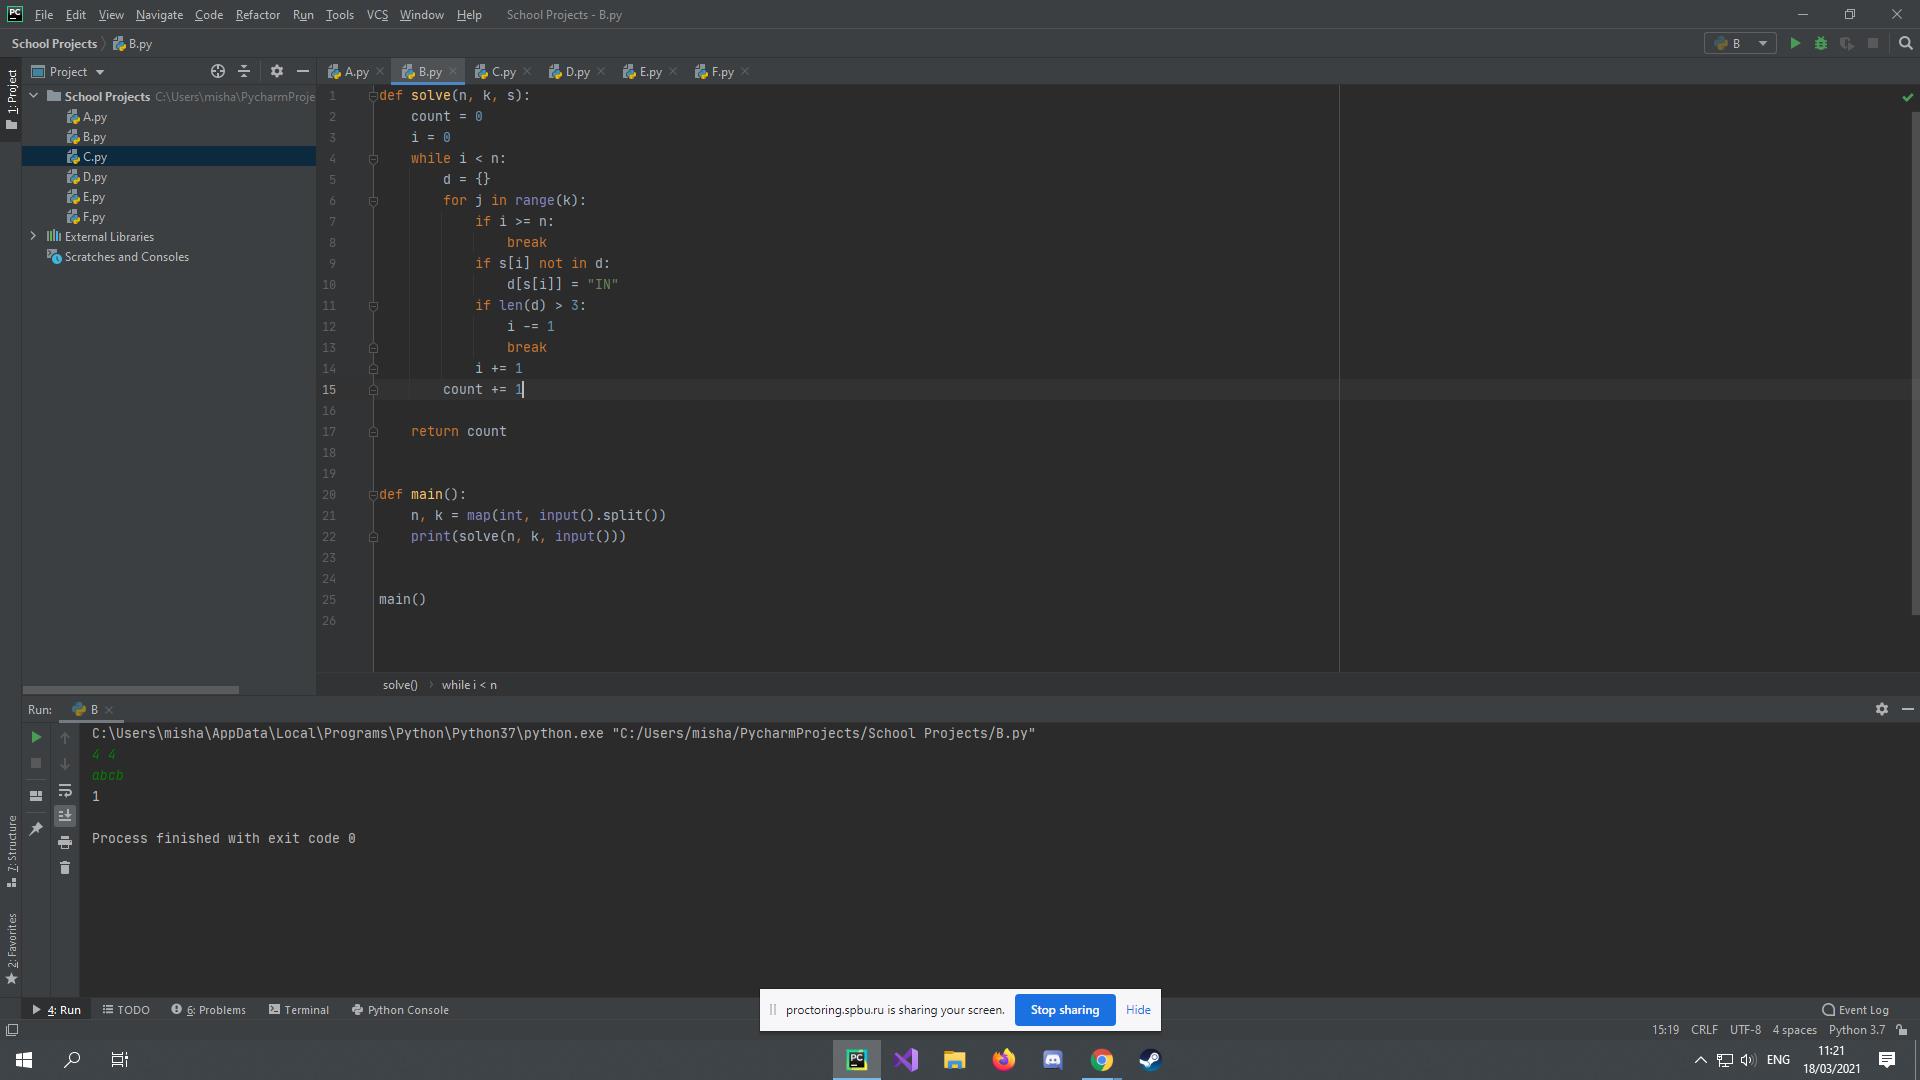 File Edit View Navigate Code Refactor Run Tools VCS Window Help School Projects - B.py
School Projects B.py B
Project
A.py B.py C.py D.py E.py F.py
1: Project
School Projects C:\Users\misha\PycharmProje
A.py
B.py
C.py
D.py
E.py
F.py
External Libraries
Scratches and Consoles
1 def solve(n, k, s):
2 count = 0
3 i = 0
4 while i < n:
5 d = {}
6 for j in range(k):
7 if i >= n:
8 break
9 if s[i] not in d:
10 d[s[i]] = "IN"
11 if len(d) > 3:
12 i -= 1
13 break
14 i += 1
15 count += 1
16
17 return count
18
19
20 def main():
21 n, k = map(int, input().split())
22 print(solve(n, k, input()))
23
24
25 main()
26
solve() while i < n
Run: B
C:\Users\misha\AppData\Local\Programs\Python\Python37\python.exe "C:/Users/misha/PycharmProjects/School Projects/B.py"
4 4
abcb
1
Process finished with exit code 0
7: Structure
2: Favorites
4: Run TODO 6: Problems Terminal Python Console Event Log
proctoring.spbu.ru is sharing your screen. Stop sharing Hide
15:19 CRLF UTF-8 4 spaces Python 3.7
PC
ENG 11:21
18/03/2021